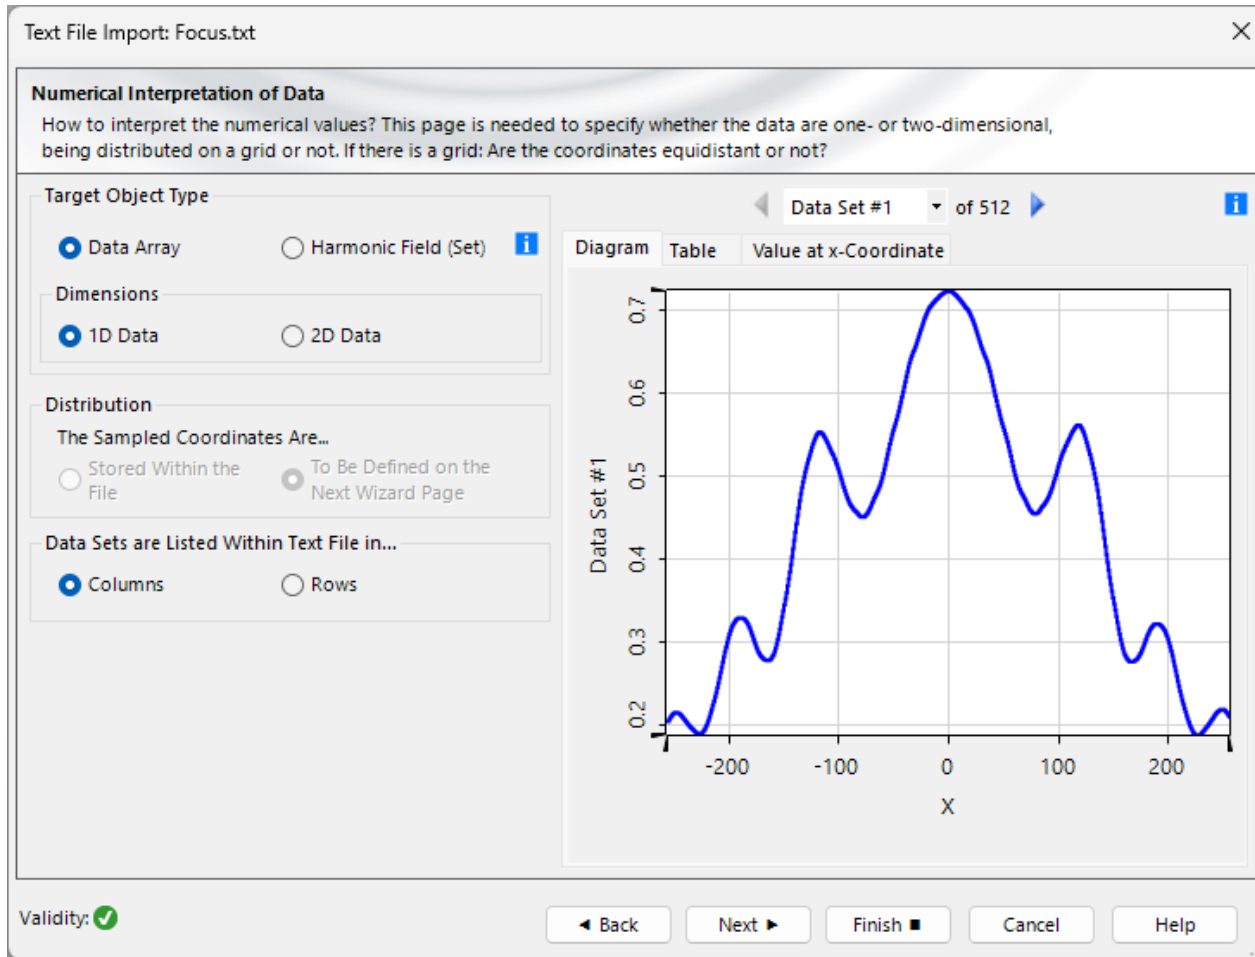 Text File Import: Focus.txt
Numerical Interpretation of Data
How to interpret the numerical values? This page is needed to specify whether the data are one- or two-dimensional,
being distributed on a grid or not. If there is a grid: Are the coordinates equidistant or not?
Target Object Type
Data Array
Harmonic Field (Set)
Dimensions
1D Data
2D Data
Distribution
The Sampled Coordinates Are...
Stored Within the
File
To Be Defined on the
Next Wizard Page
Data Sets are Listed Within Text File in...
Columns
Rows
Data Set #1
of 512
Diagram
Table
Value at x-Coordinate
0.7
0.6
0.5
0.4
0.3
0.2
Data Set #1
-200
-100
0
100
200
X
Validity:
Back
Next
Finish
Cancel
Help